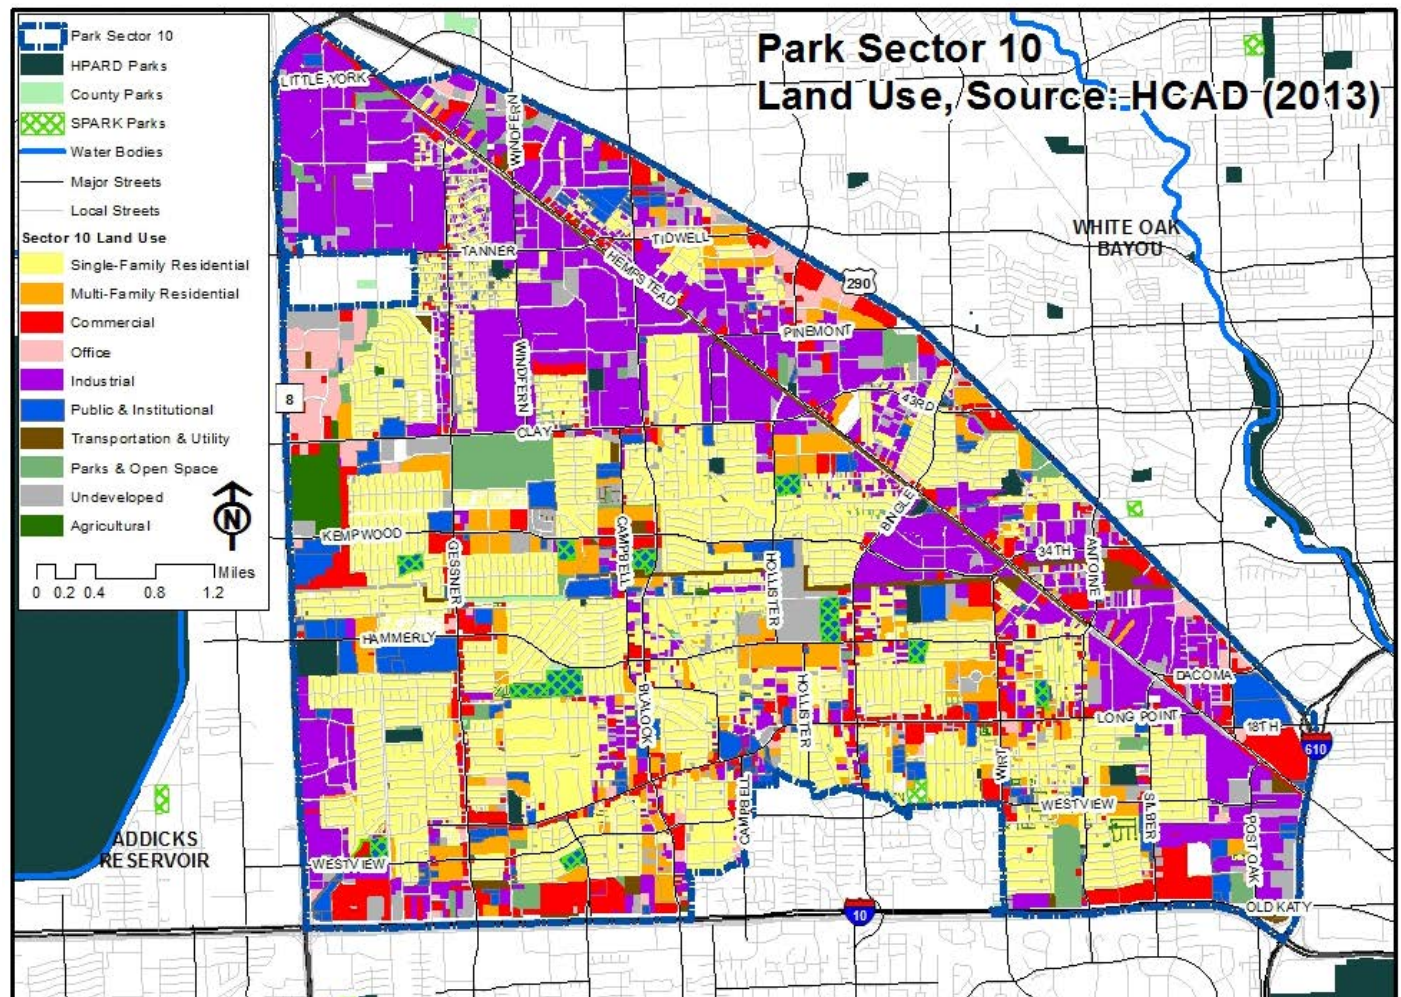 Park Sector 10
HPARD Parks
County Parks
SPARK Parks
Water Bodies
Major Streets
Local Streets
Sector 10 Land Use
Single-Family Residential
Multi-Family Residential
Commercial
Office
Industrial
Public & Institutional
Transportation & Utility
Parks & Open Space
Undeveloped
Agricultural
N
Miles
0 0.2 0.4 0.8 1.2
Park Sector 10
Land Use, Source: HCAD (2013)
LITTLE YORK
WINDFERN
TANNER
TIDWELL
HEMPSTEAD
290
WHITE OAK
BAYOU
PINEMONT
WINDFERN
8
43RD
CLAY
BINGLE
KEMPWOOD
GESSNER
CAMPBELL
HOLLISTER
34TH
ANTOINE
HAMMERLY
DACOMA
BLALOCK
HOLLISTER
LONG POINT
18TH
610
WIRT
CAMPBELL
WESTVIEW
SILBER
POST OAK
ADDICKS
RESERVOIR
WESTVIEW
10
OLD KATY